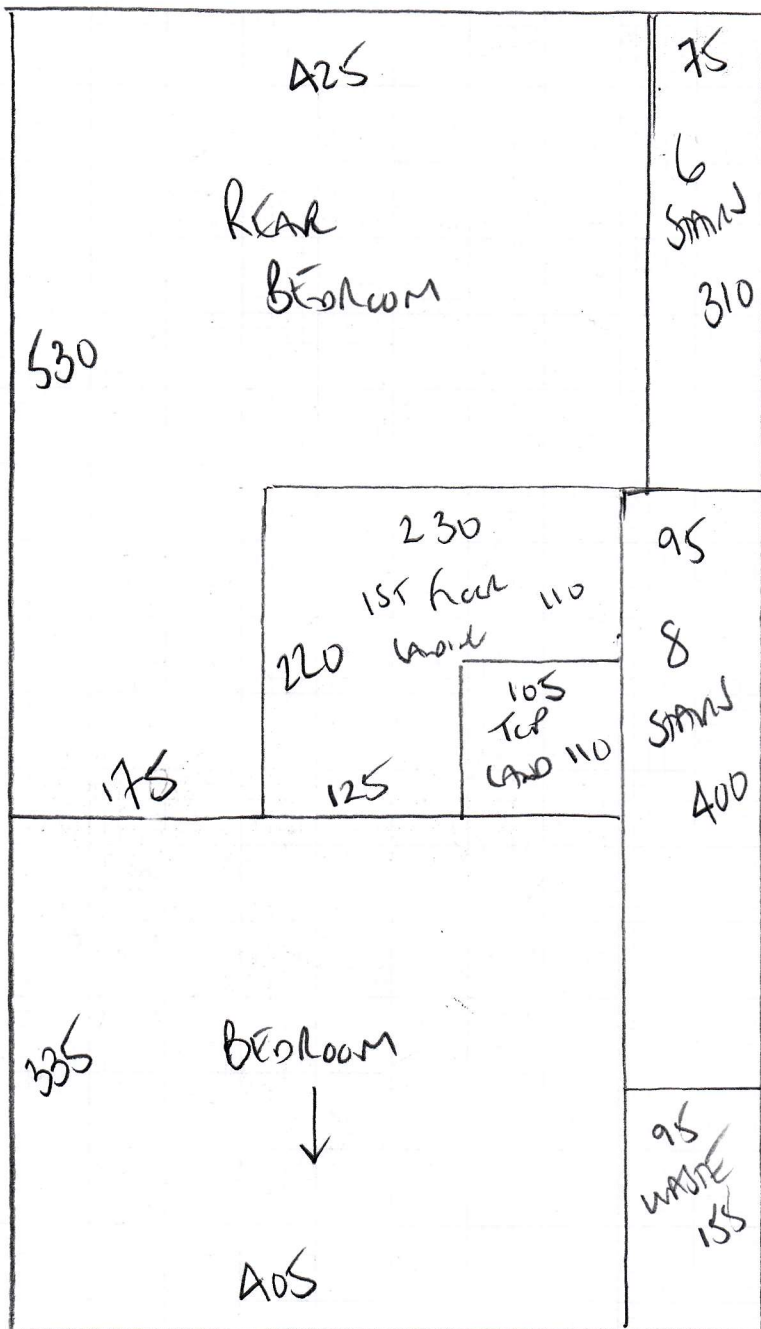 425
REAR
BEDROOM
530
175
75
6
STAIRS
310
230
1ST FLOOR
LANDING
110
220
125
105
TOP
LAND 110
95
8
STAIRS
400
BEDROOM
335
405
95
WASTE
155